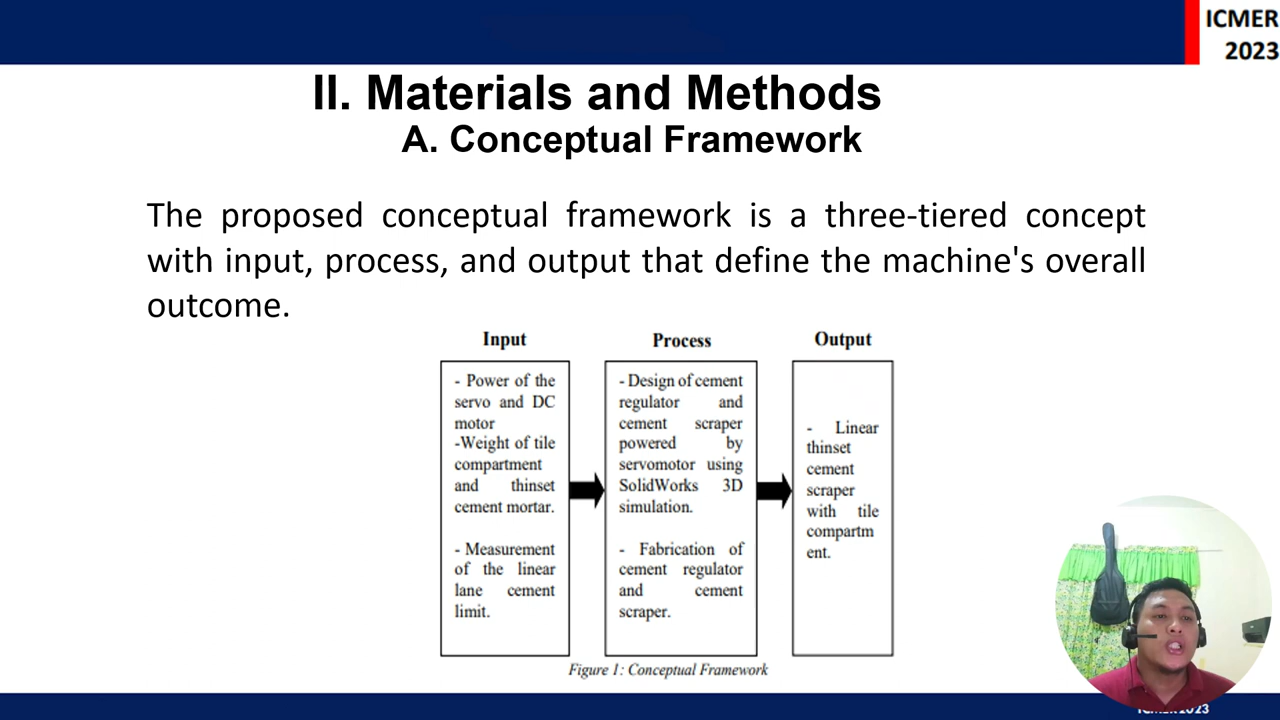 ICMER
2023
II. Materials and Methods
A. Conceptual Framework
The proposed conceptual framework is a three-tiered concept
with input, process, and output that define the machine's overall
outcome.
Input
- Power of the
servo and DC
motor
-Weight of tile
compartment
and thinset
cement mortar.
- Measurement
of the linear
lane cement
limit.
Process
- Design of cement
regulator and
cement scraper
powered by
servomotor using
SolidWorks 3D
simulation.
- Fabrication of
cement regulator
and cement
scraper.
Output
- Linear
thinset
cement
scraper
with tile
compartm
ent.
Figure 1: Conceptual Framework
ICMER2023